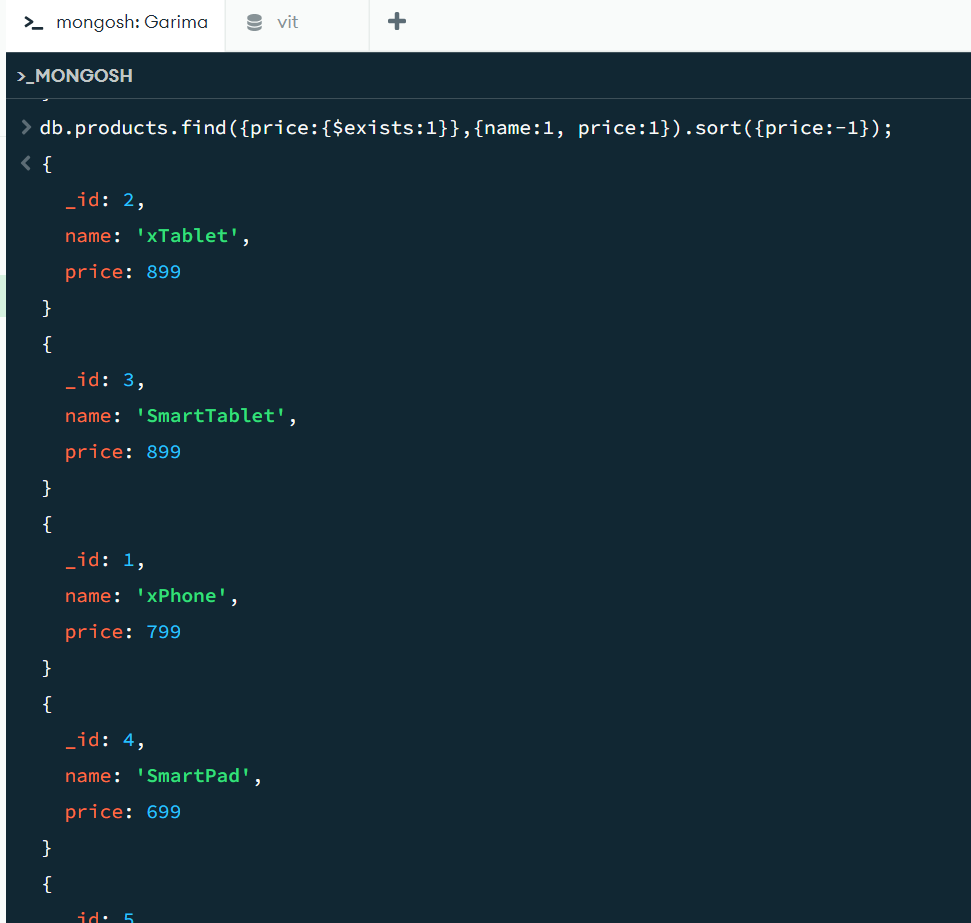 mongosh: Garima
vit
>_MONGOSH
db.products.find({price:{$exists:1}},{name:1, price:1}).sort({price:-1});
{
_id: 2,
name: 'xTablet',
price: 899
}
{
_id: 3,
name: 'SmartTablet',
price: 899
}
{
_id: 1,
name: 'xPhone',
price: 799
}
{
_id: 4,
name: 'SmartPad',
price: 699
}
{
_id: 5